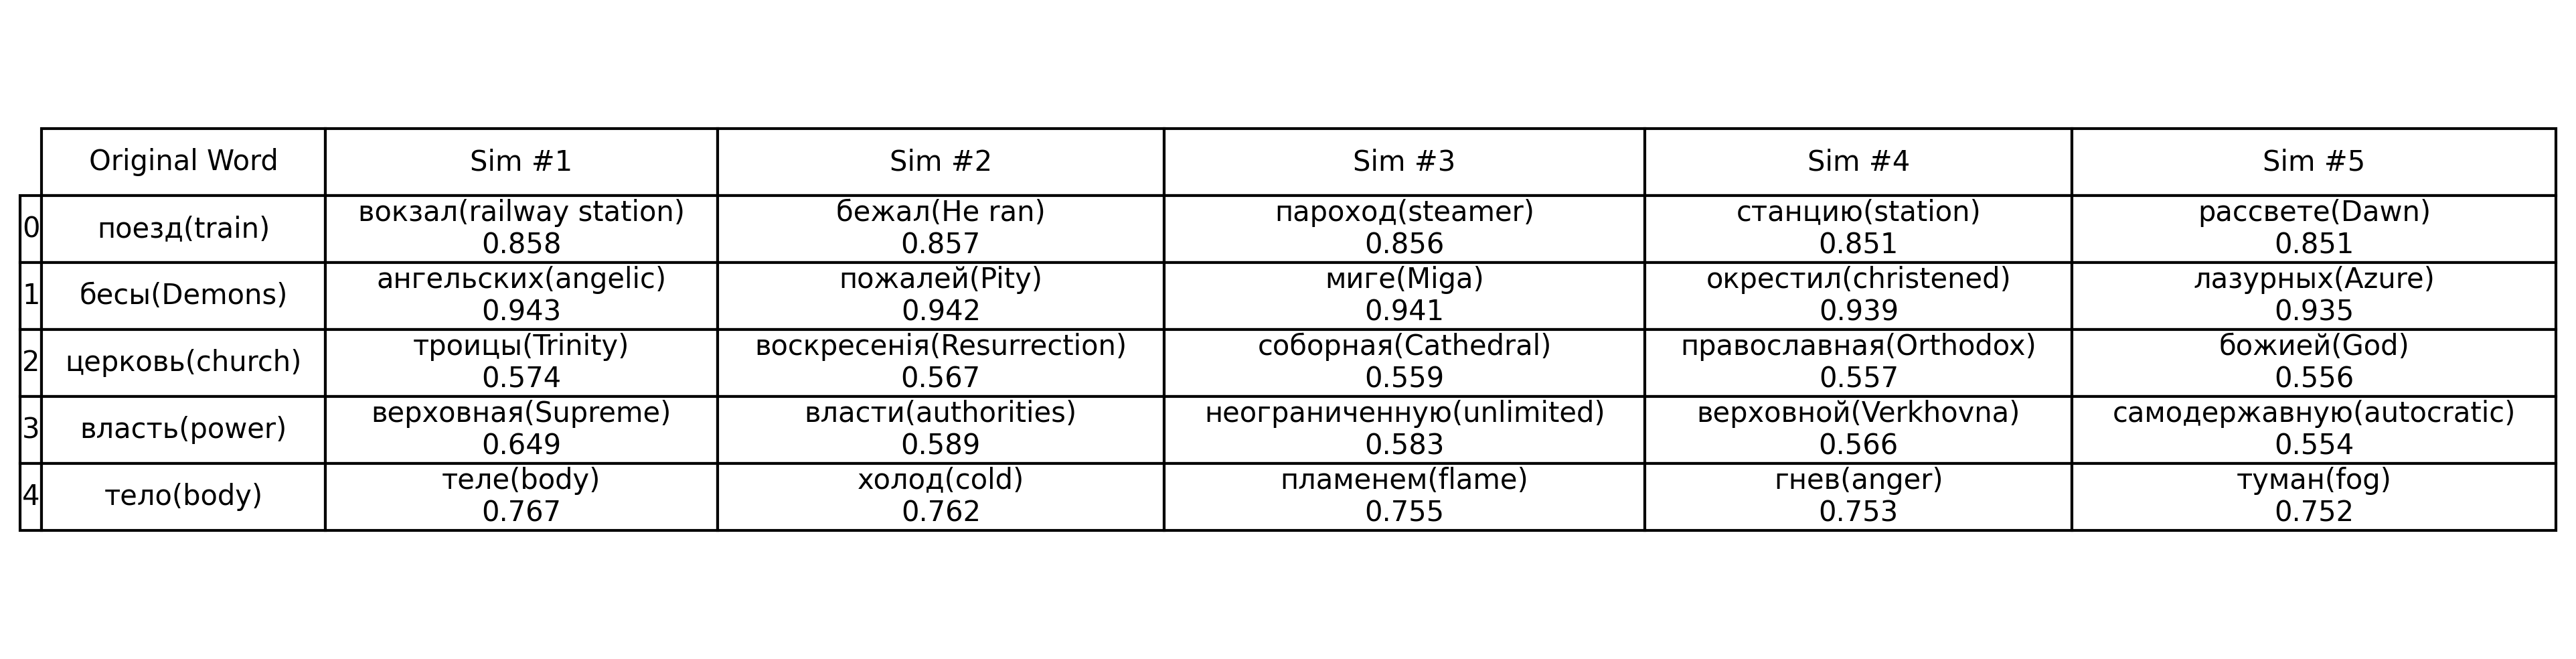 Original Word Sim #1 Sim #2 Sim #3 Sim #4 Sim #5
0 поезд(train) вокзал(railway station) бежал(He ran) пароход(steamer) станцию(station) рассвете(Dawn)
0.858 0.857 0.856 0.851 0.851
1 бесы(Demons) ангельских(angelic) пожалей(Pity) миге(Miga) окрестил(christened) лазурных(Azure)
0.943 0.942 0.941 0.939 0.935
2 церковь(church) троицы(Trinity) воскресенія(Resurrection) соборная(Cathedral) православная(Orthodox) божией(God)
0.574 0.567 0.559 0.557 0.556
3 власть(power) верховная(Supreme) власти(authorities) неограниченную(unlimited) верховной(Verkhovna) самодержавную(autocratic)
0.649 0.589 0.583 0.566 0.554
4 тело(body) теле(body) холод(cold) пламенем(flame) гнев(anger) туман(fog)
0.767 0.762 0.755 0.753 0.752